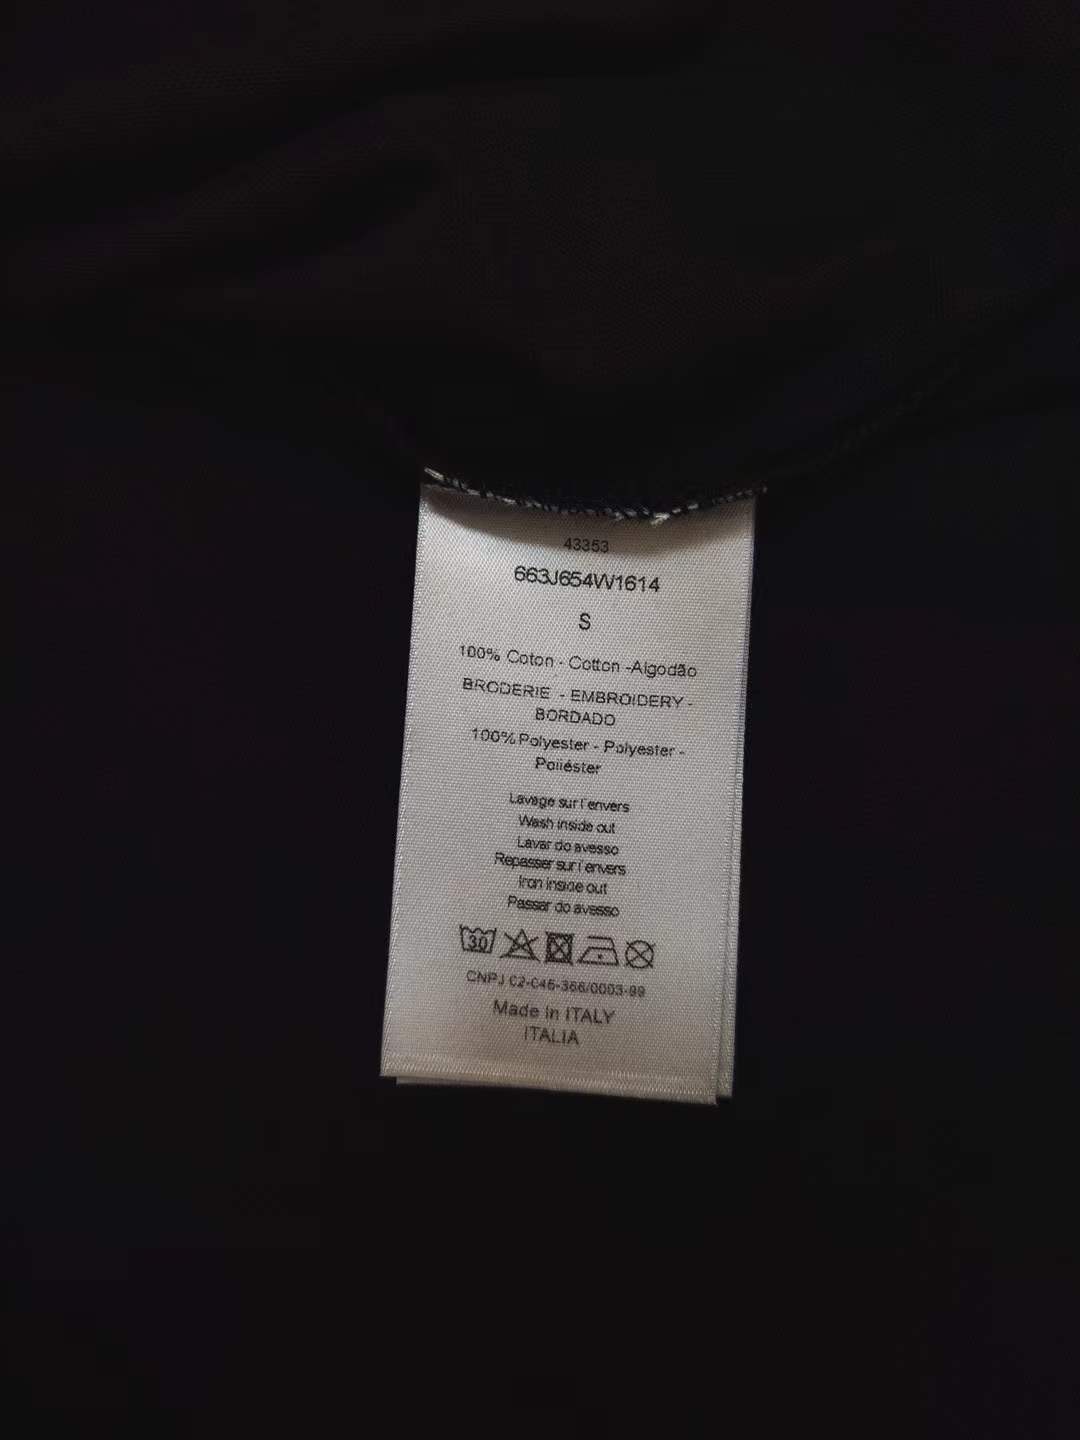 43353
663J654W1614
S
100% Coton - Cotton -Algodão
BRODERIE - EMBROIDERY -
BORDADO
100% Polyester - Polyester -
Poliéster
Lavage sur l'envers
Wash inside out
Lavar do avesso
Repasser sur l'envers
Iron inside out
Passar do avesso
30
CNPJ 02-046-366/0003-99
Made in ITALY
ITALIA